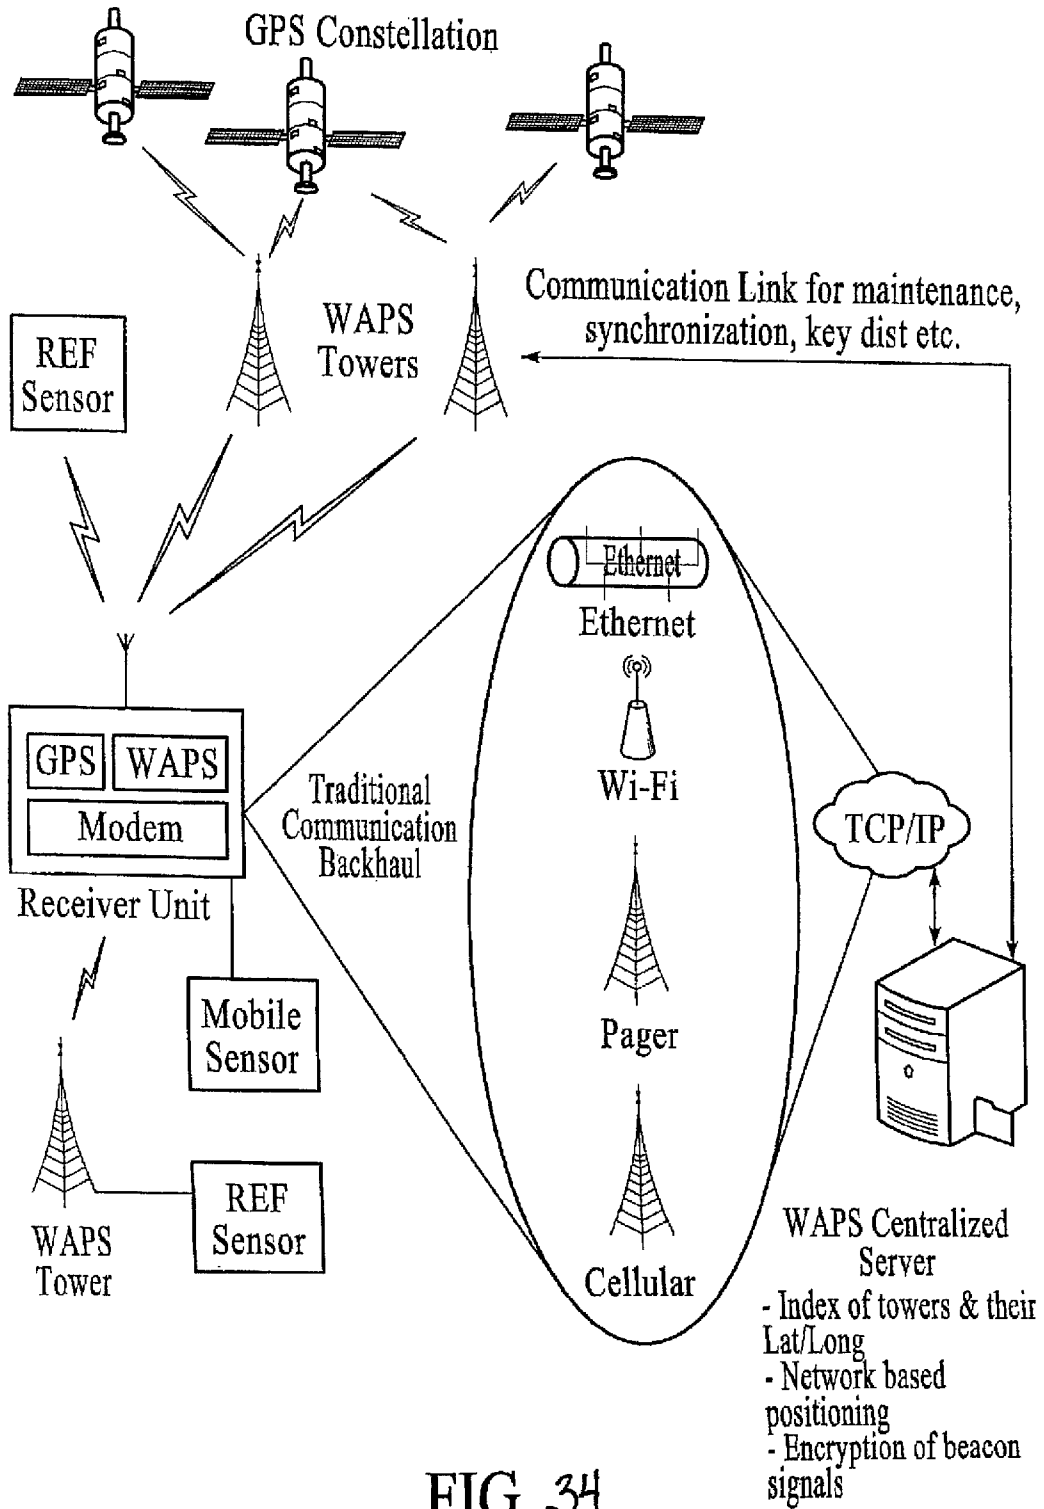 GPS Constellation
Communication Link for maintenance,
synchronization, key dist etc.
WAPS
Towers
REF
Sensor
Ethernet
Ethernet
Wi-Fi
GPS
WAPS
Modem
Receiver Unit
Traditional
Communication
Backhaul
TCP/IP
Pager
Mobile
Sensor
Cellular
REF
Sensor
WAPS
Tower
WAPS Centralized
Server
- Index of towers & their
Lat/Long
- Network based
positioning
- Encryption of beacon
signals
FIG. 34